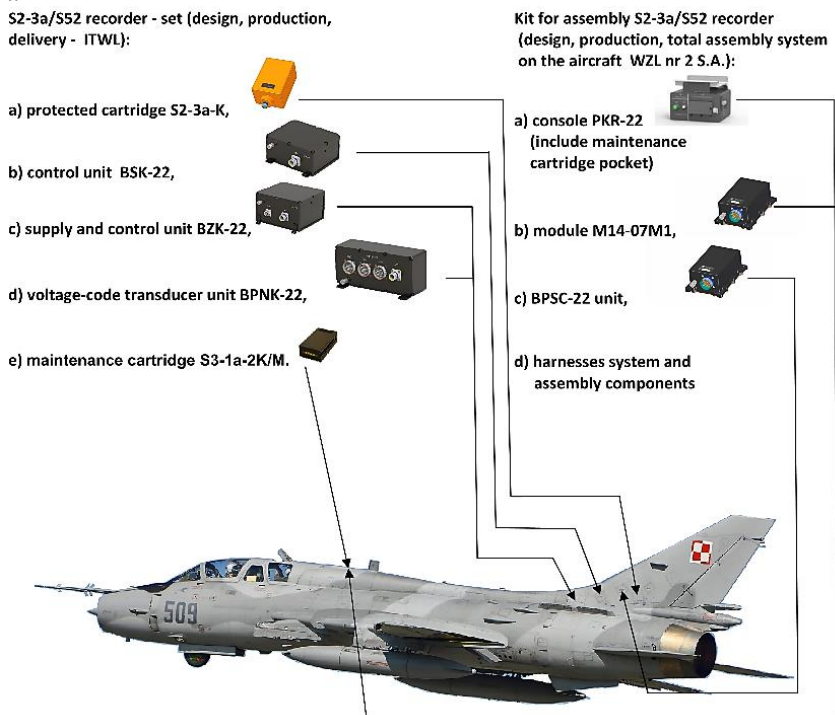 S2-3a/S52 recorder - set (design, production,
delivery - ITWL):
a) protected cartridge S2-3a-K,
b) control unit BSK-22,
c) supply and control unit BZK-22,
d) voltage-code transducer unit BPNK-22,
e) maintenance cartridge S3-1a-2K/M.
Kit for assembly S2-3a/S52 recorder
(design, production, total assembly system
on the aircraft WZL nr 2 S.A.):
a) console PKR-22
(include maintenance
cartridge pocket)
b) module M14-07M1,
c) BPSC-22 unit,
d) harnesses system and
assembly components
509